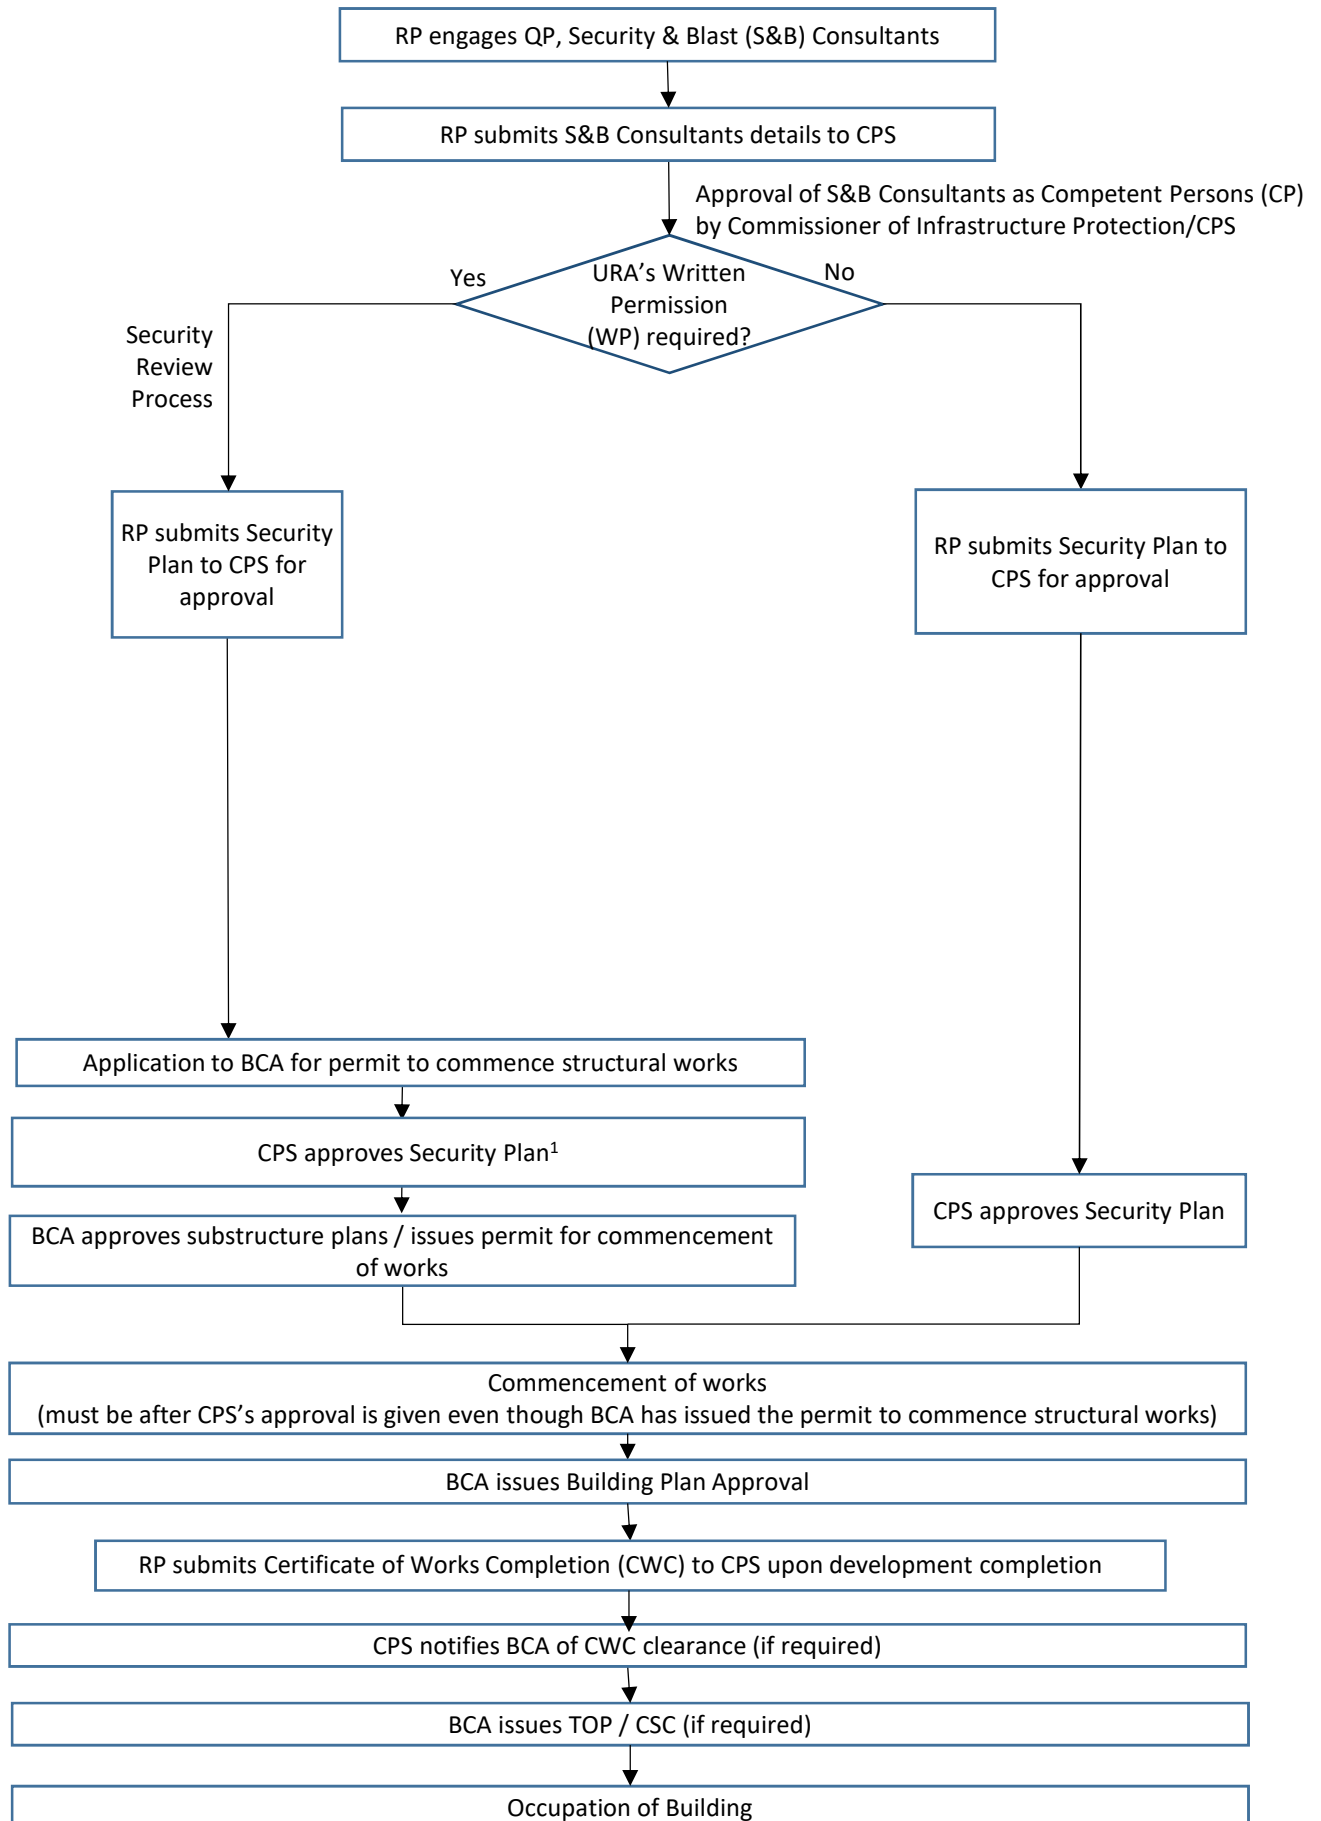 RP engages QP, Security & Blast (S&B) Consultants
RP submits S&B Consultants details to CPS
Approval of S&B Consultants as Competent Persons (CP)
by Commissioner of Infrastructure Protection/CPS
Yes
URA’s Written
Permission
(WP) required?
No
Security
Review
Process
RP submits Security
Plan to CPS for
approval
RP submits Security Plan to
CPS for approval
Application to BCA for permit to commence structural works
CPS approves Security Plan¹
BCA approves substructure plans / issues permit for commencement
of works
CPS approves Security Plan
Commencement of works
(must be after CPS’s approval is given even though BCA has issued the permit to commence structural works)
BCA issues Building Plan Approval
RP submits Certificate of Works Completion (CWC) to CPS upon development completion
CPS notifies BCA of CWC clearance (if required)
BCA issues TOP / CSC (if required)
Occupation of Building